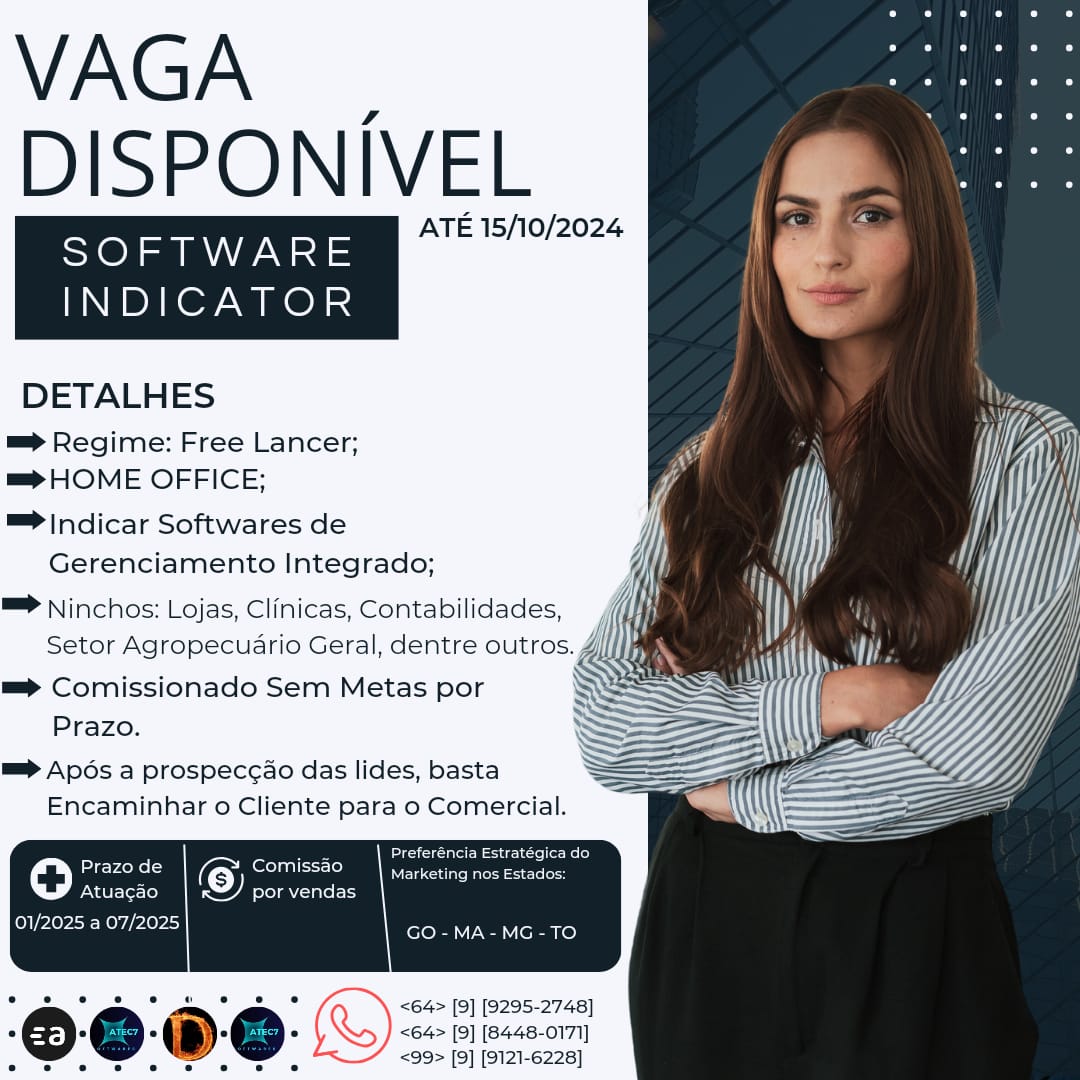 VAGA
DISPONÍVEL
ATÉ 15/10/2024
SOFTWARE
INDICATOR
DETALHES
Regime: Free Lancer;
HOME OFFICE;
Indicar Softwares de
Gerenciamento Integrado;
Ninchos: Lojas, Clínicas, Contabilidades,
Setor Agropecuário Geral, dentre outros.
Comissionado Sem Metas por
Prazo.
Após a prospecção das lides, basta
Encaminhar o Cliente para o Comercial.
Prazo de
Atuação
01/2025 a 07/2025
Comissão
por vendas
Preferência Estratégica do
Marketing nos Estados:
GO - MA - MG - TO
ea
ATEC7
SOFTWARES
D
ATEC7
SOFTWARES
<64> [9] [9295-2748]
<64> [9] [8448-0171]
<99> [9] [9121-6228]